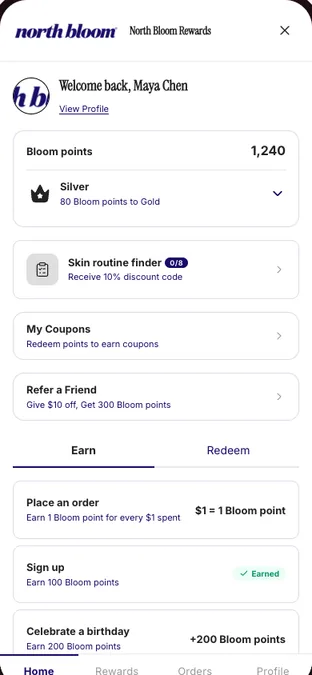 north bloom North Bloom Rewards
h b
Welcome back, Maya Chen
View Profile
Bloom points 1,240
Silver
80 Bloom points to Gold
Skin routine finder 0/8
Receive 10% discount code
My Coupons
Redeem points to earn coupons
Refer a Friend
Give $10 off, Get 300 Bloom points
Earn Redeem
Place an order
Earn 1 Bloom point for every $1 spent
$1 = 1 Bloom point
Sign up
Earn 100 Bloom points
Earned
Celebrate a birthday
Earn 200 Bloom points
+200 Bloom points
Home Rewards Orders Profile